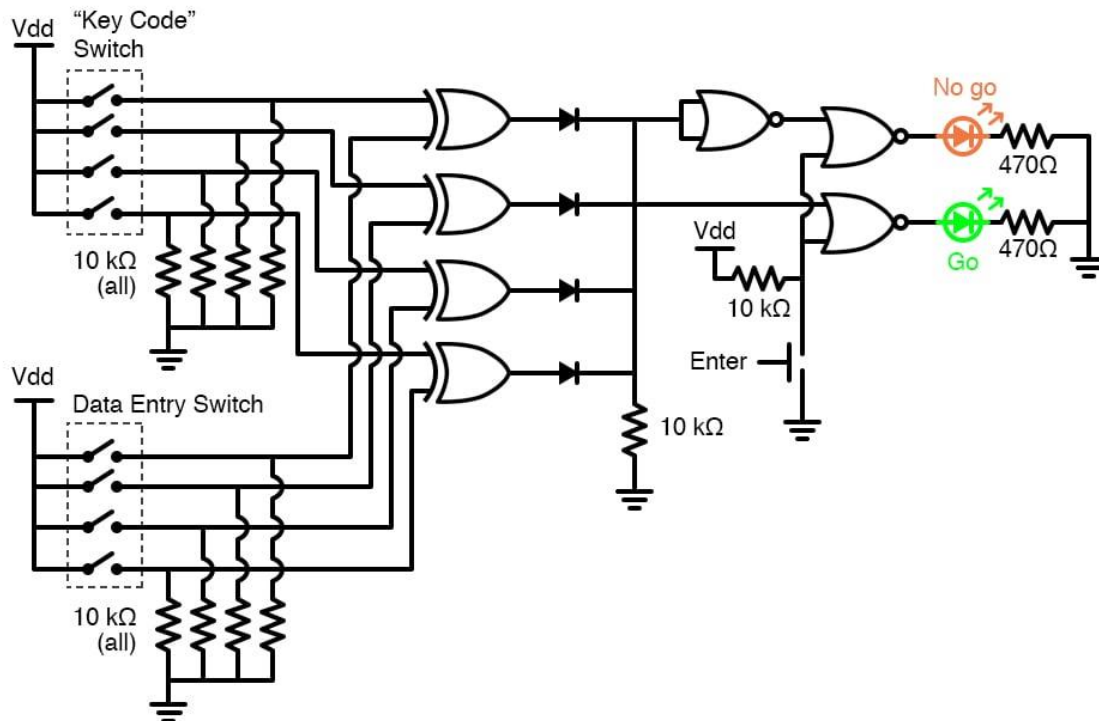 Vdd
“Key Code”
Switch
10 kΩ
(all)
Vdd
Data Entry Switch
10 kΩ
(all)
10 kΩ
Vdd
10 kΩ
Enter
No go
470Ω
Go
470Ω